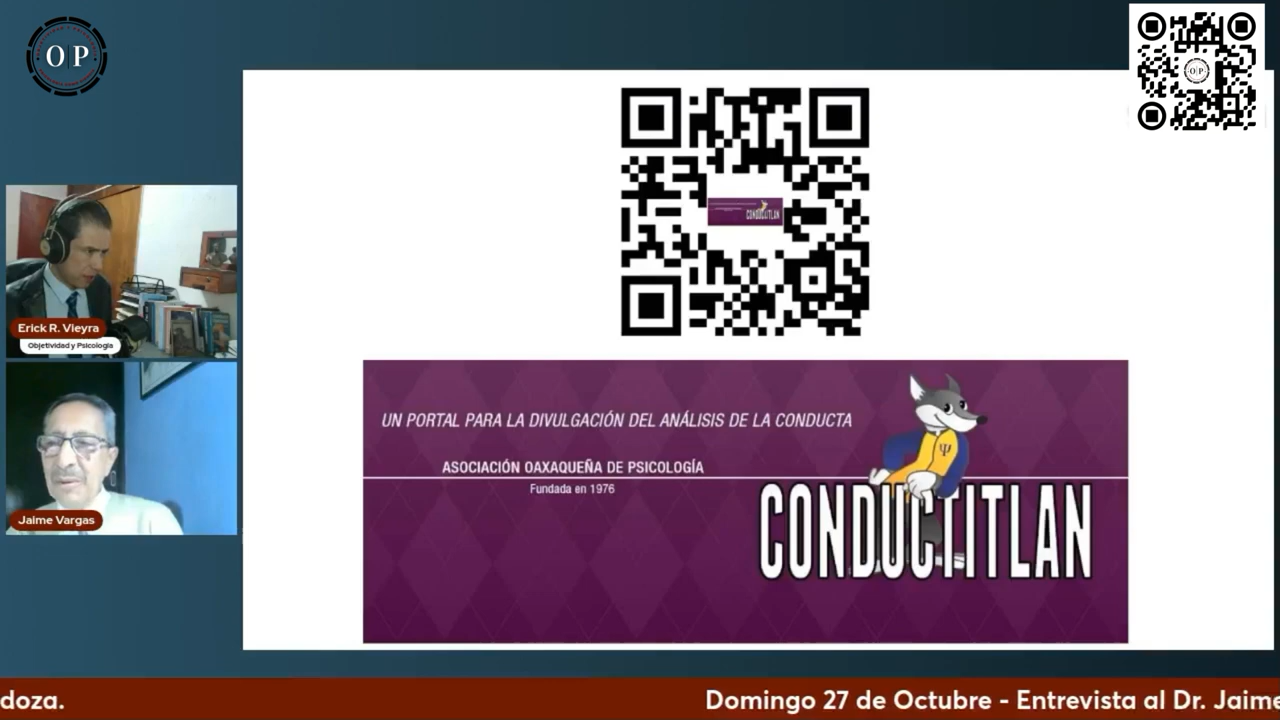 O|P
Erick R. Vieyra
Objetividad y Psicología
Jaime Vargas
UN PORTAL PARA LA DIVULGACIÓN DEL ANÁLISIS DE LA CONDUCTA
ASOCIACIÓN OAXAQUEÑA DE PSICOLOGÍA
Fundada en 1976
Ψ
CONDUCTITLAN
doza.
Domingo 27 de Octubre - Entrevista al Dr. Jaime